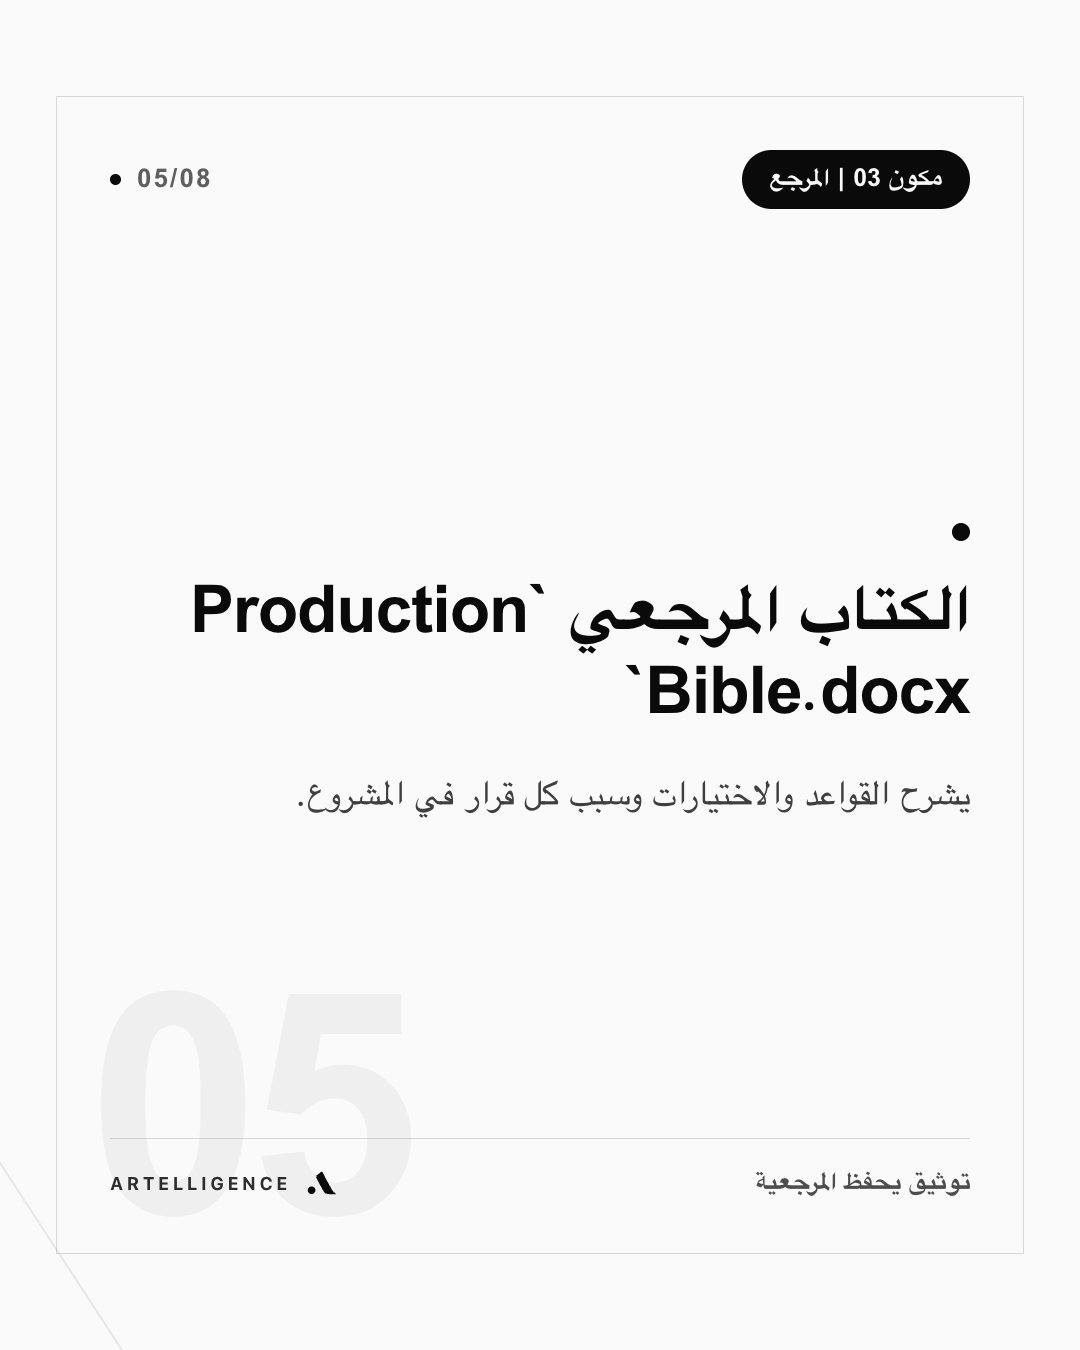 مكون 03 | المرجع
05/08
الكتاب المرجعي `Production
Bible.docx`
يشرح القواعد والاختيارات وسبب كل قرار في المشروع.
05
توثيق يحفظ المرجعية
ARTELLIGENCE